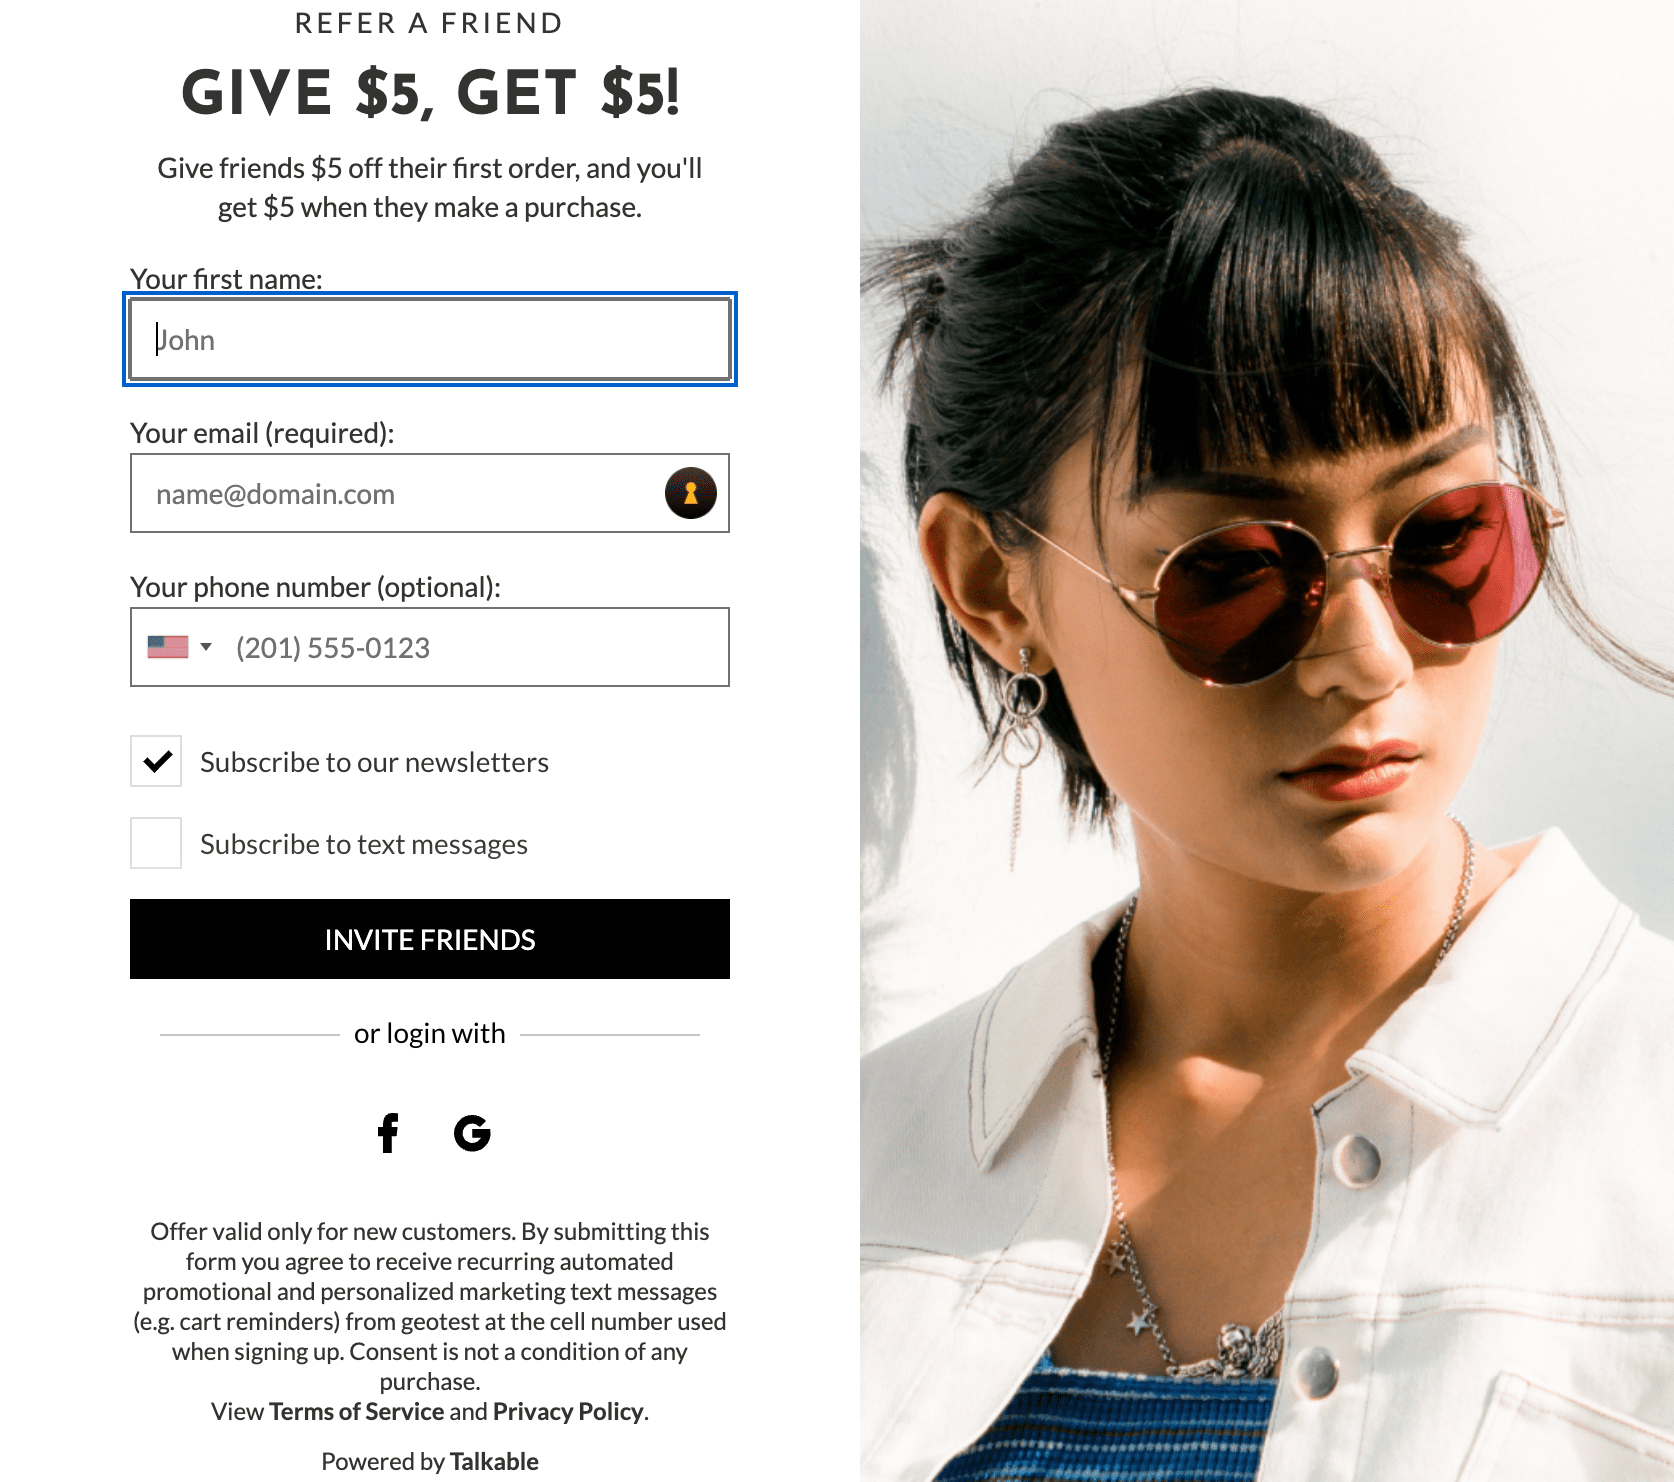 REFER A FRIEND
GIVE $5, GET $5!
Give friends $5 off their first order, and you'll
get $5 when they make a purchase.
Your first name:
John
Your email (required):
name@domain.com
Your phone number (optional):
(201) 555-0123
Subscribe to our newsletters
Subscribe to text messages
INVITE FRIENDS
or login with
Offer valid only for new customers. By submitting this
form you agree to receive recurring automated
promotional and personalized marketing text messages
(e.g. cart reminders) from geotest at the cell number used
when signing up. Consent is not a condition of any
purchase.
View Terms of Service and Privacy Policy.
Powered by Talkable